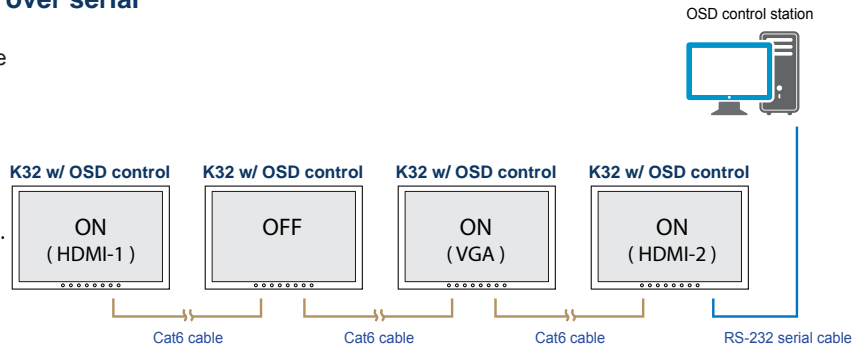 over serial
OSD control station
e
K32 w/ OSD control K32 w/ OSD control K32 w/ OSD control K32 w/ OSD control
ON OFF ON ON
( HDMI-1 ) ( VGA ) ( HDMI-2 )
.
Cat6 cable Cat6 cable Cat6 cable RS-232 serial cable